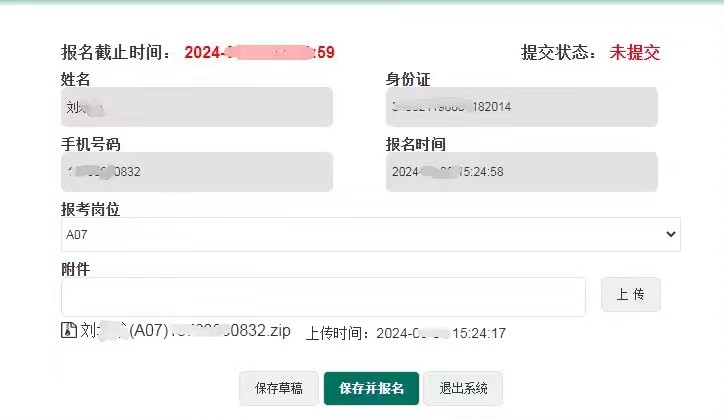 报名截止时间： 2024- :59
提交状态： 未提交
姓名
刘
身份证
182014
手机号码
0832
报名时间
2024- 15:24:58
报考岗位
A07
附件
上 传
刘 (A07) 0832.zip 上传时间：2024-0 15:24:17
保存草稿
保存并报名
退出系统